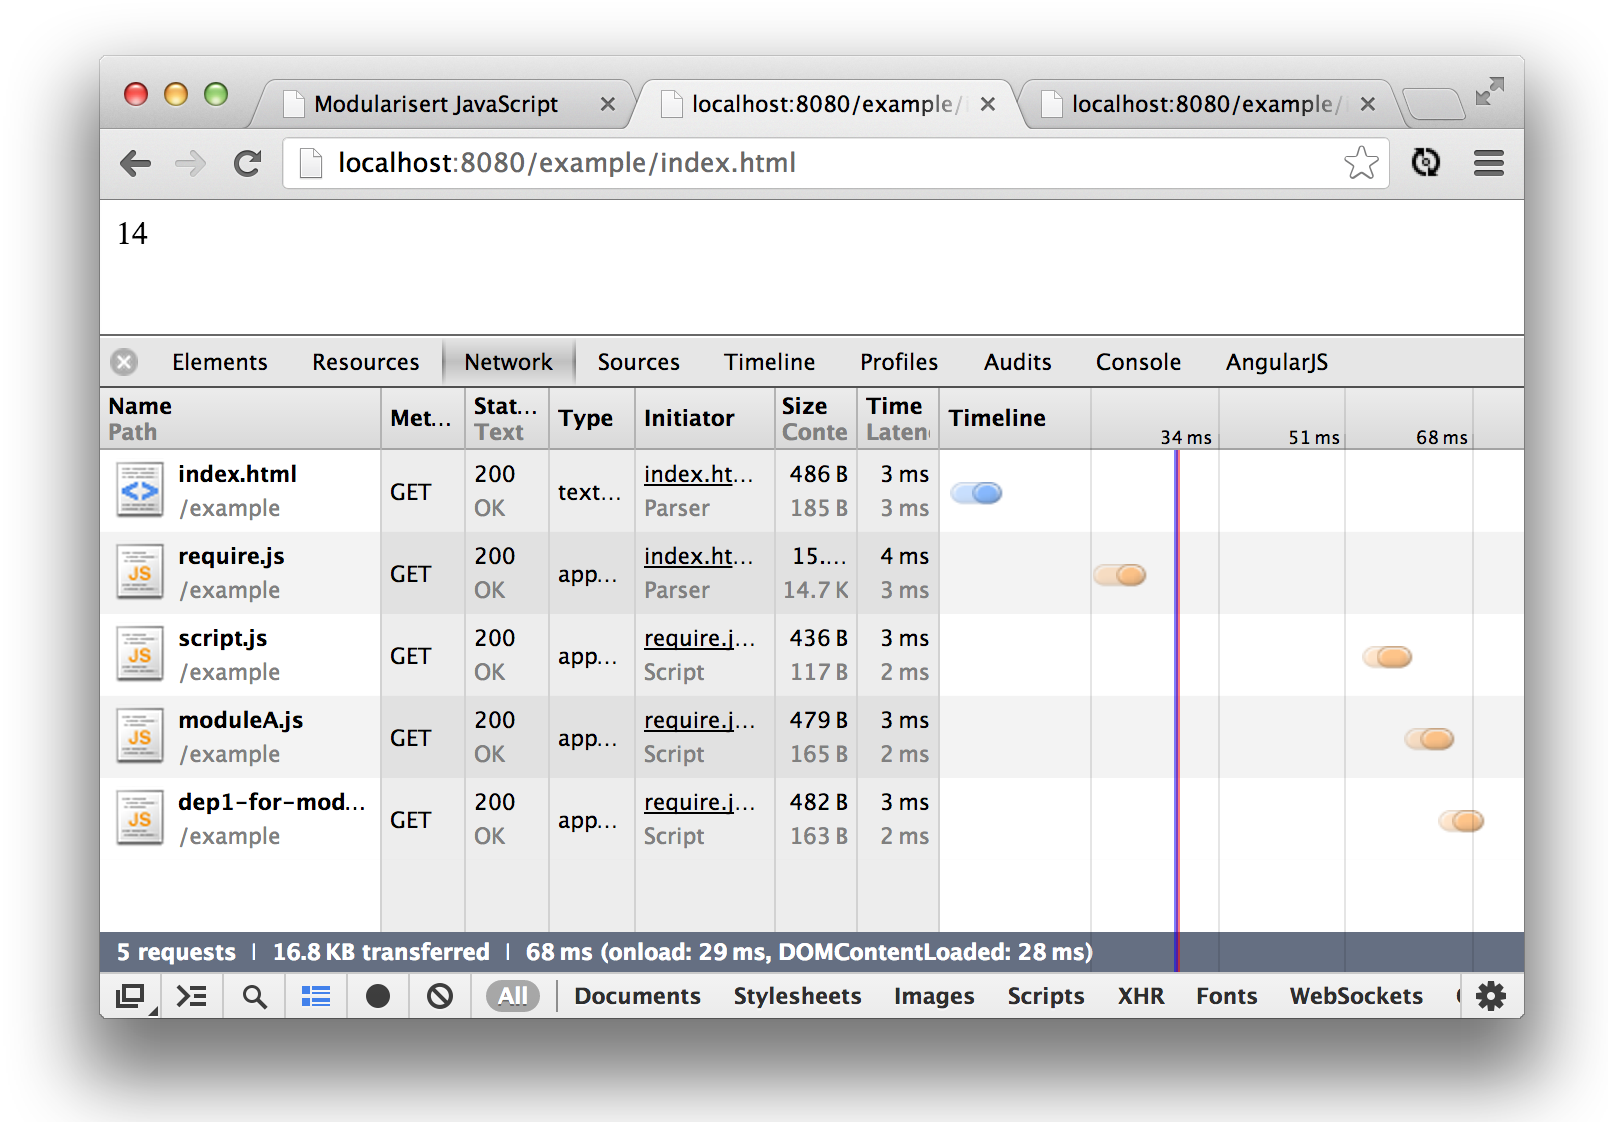 Modularisert JavaScript
localhost:8080/example/
localhost:8080/example/
localhost:8080/example/index.html
14
Elements Resources Network Sources Timeline Profiles Audits Console AngularJS
Name Met... Stat... Type Initiator Size Time Timeline
Path Text Conte Laten 34 ms 51 ms 68 ms
index.html GET 200 text... index.ht... 486 B 3 ms
/example OK Parser 185 B 3 ms
require.js GET 200 app... index.ht... 15.... 4 ms
/example OK Parser 14.7 K 3 ms
script.js GET 200 app... require.j... 436 B 3 ms
/example OK Script 117 B 2 ms
moduleA.js GET 200 app... require.j... 479 B 3 ms
/example OK Script 165 B 2 ms
dep1-for-mod... GET 200 app... require.j... 482 B 3 ms
/example OK Script 163 B 2 ms
5 requests | 16.8 KB transferred | 68 ms (onload: 29 ms, DOMContentLoaded: 28 ms)
All Documents Stylesheets Images Scripts XHR Fonts WebSockets